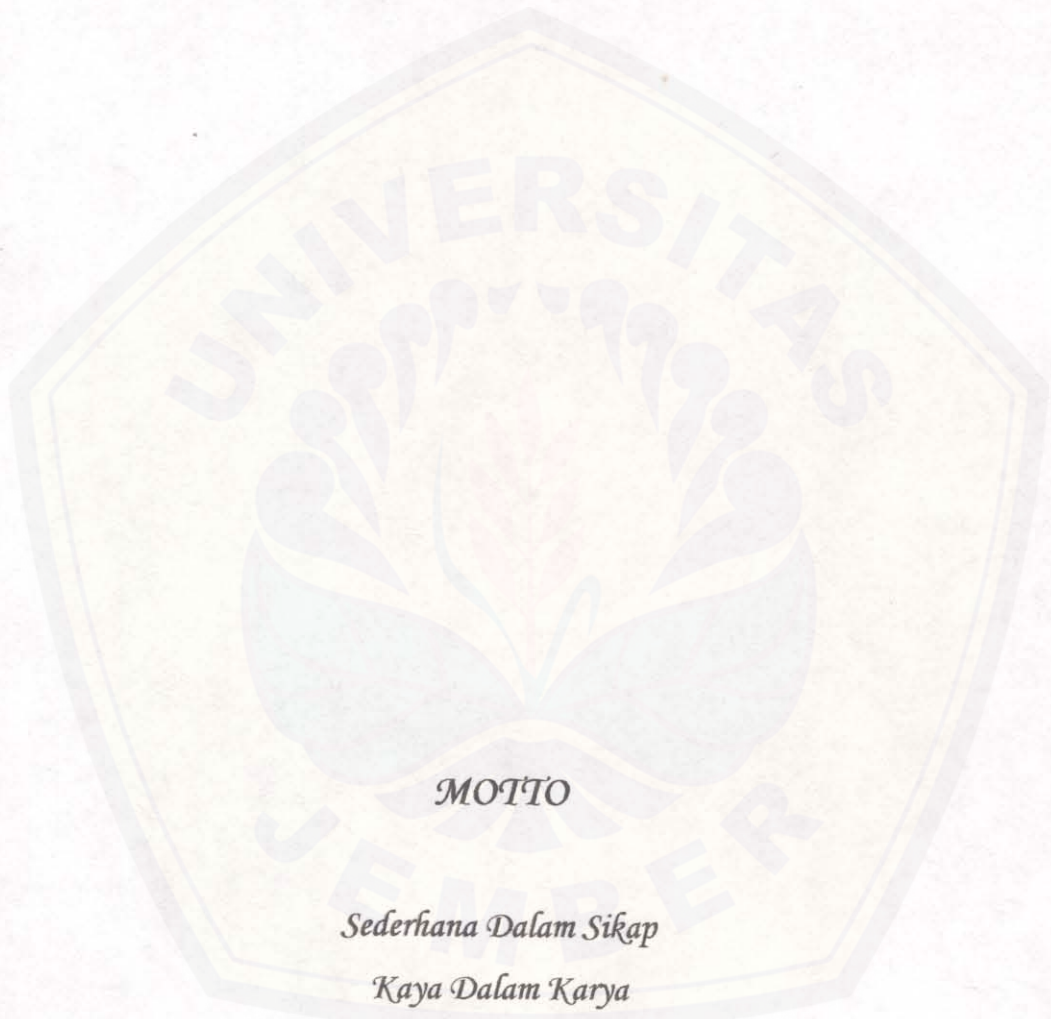 UNIVERSITAS
MOTTO
JEMBER
Sederhana Dalam Sikap
Kaya Dalam Karya